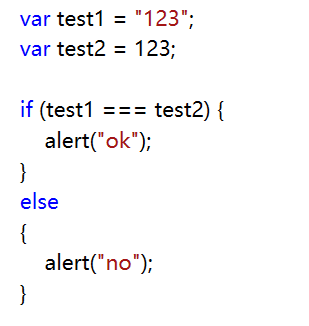 var test1 = "123";
var test2 = 123;
if (test1 === test2) {
alert("ok");
}
else
{
alert("no");
}